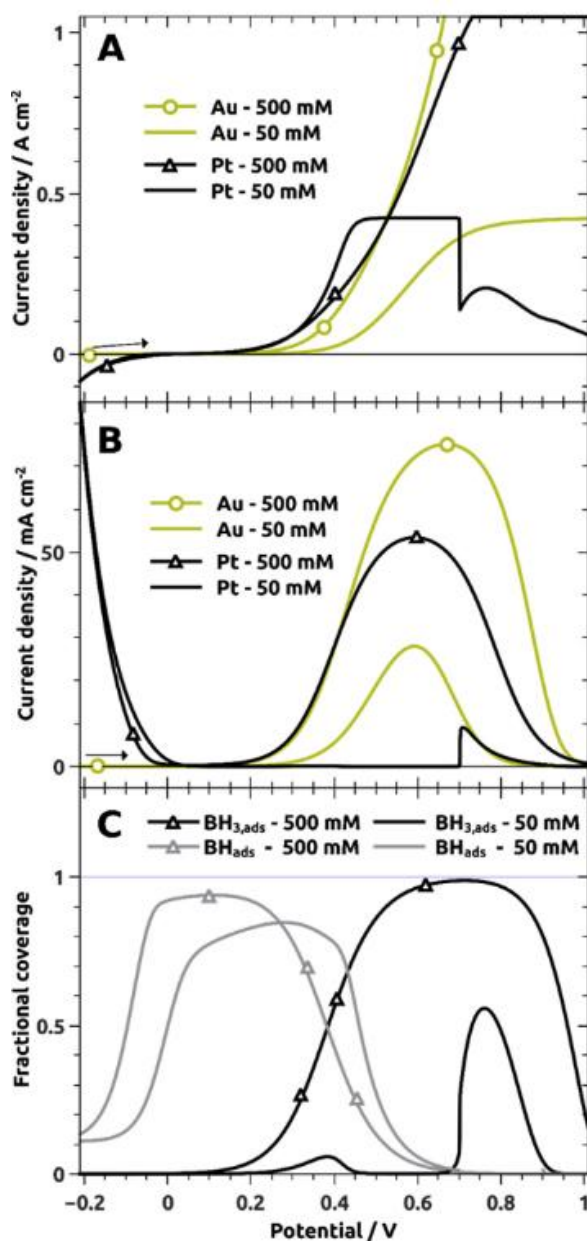 A
1
Au - 500 mM
Au - 50 mM
Pt - 500 mM
Pt - 50 mM
0.5
0
Current density / A cm⁻²
B
Au - 500 mM
Au - 50 mM
Pt - 500 mM
Pt - 50 mM
50
0
Current density / mA cm⁻²
C
BH₃,ads - 500 mM BH₃,ads - 50 mM
BHads - 500 mM BHads - 50 mM
1
0.5
0
Fractional coverage
−0.2 0 0.2 0.4 0.6 0.8 1
Potential / V